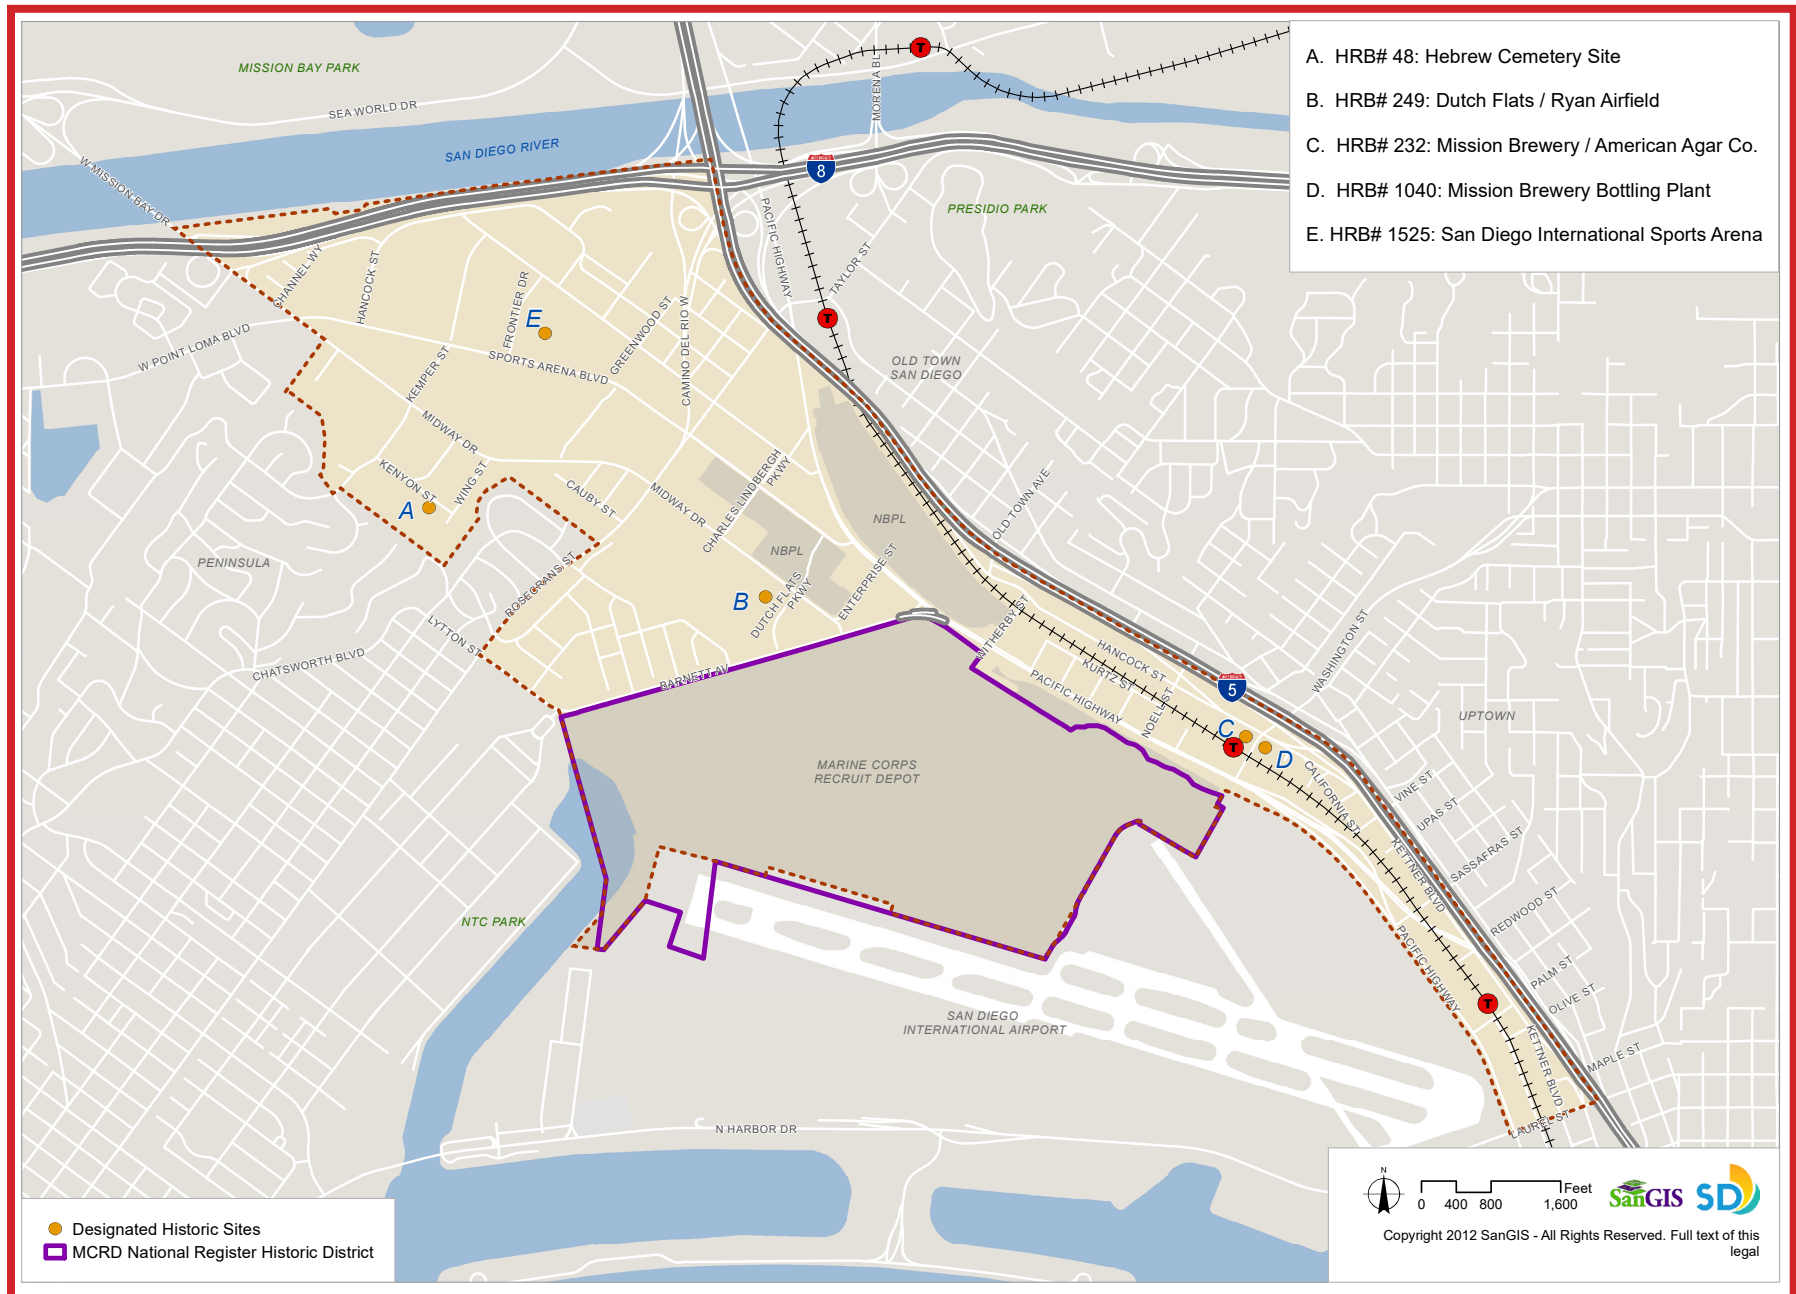 A. HRB# 48: Hebrew Cemetery Site
B. HRB# 249: Dutch Flats / Ryan Airfield
C. HRB# 232: Mission Brewery / American Agar Co.
D. HRB# 1040: Mission Brewery Bottling Plant
E. HRB# 1525: San Diego International Sports Arena
MISSION BAY PARK
SEA WORLD DR
SAN DIEGO RIVER
W MISSION BAY DR
MORENA BL
T
8
PRESIDIO PARK
PACIFIC HIGHWAY
TAYLOR ST
T
CHANNEL WY
HANCOCK ST
FRONTIER DR
E
GREENWOOD ST
CAMINO DEL RIO W
W POINT LOMA BLVD
SPORTS ARENA BLVD
KEMPER ST
OLD TOWN
SAN DIEGO
MIDWAY DR
KENYON ST
WING ST
A
CAUBY ST
MIDWAY DR
CHARLES LINDBERGH
PKWY
NBPL
NBPL
OLD TOWN AVE
PENINSULA
ROSECRANS ST
B
DUTCH FLATS
PKWY
ENTERPRISE ST
LYTTON ST
CHATSWORTH BLVD
BARNETT AV
WITHERBY ST
HANCOCK ST
KURTZ ST
PACIFIC HIGHWAY
NOELL ST
WASHINGTON ST
5
UPTOWN
C
T
D
MARINE CORPS
RECRUIT DEPOT
CALIFORNIA ST
VINE ST
UPAS ST
SASSAFRAS ST
KETTNER BLVD
REDWOOD ST
NTC PARK
PACIFIC HIGHWAY
PALM ST
OLIVE ST
T
SAN DIEGO
INTERNATIONAL AIRPORT
KETTNER BLVD
MAPLE ST
LAUREL ST
N HARBOR DR
Designated Historic Sites
MCRD National Register Historic District
N
Feet
0 400 800 1,600
SanGIS
SD
Copyright 2012 SanGIS - All Rights Reserved. Full text of this
legal